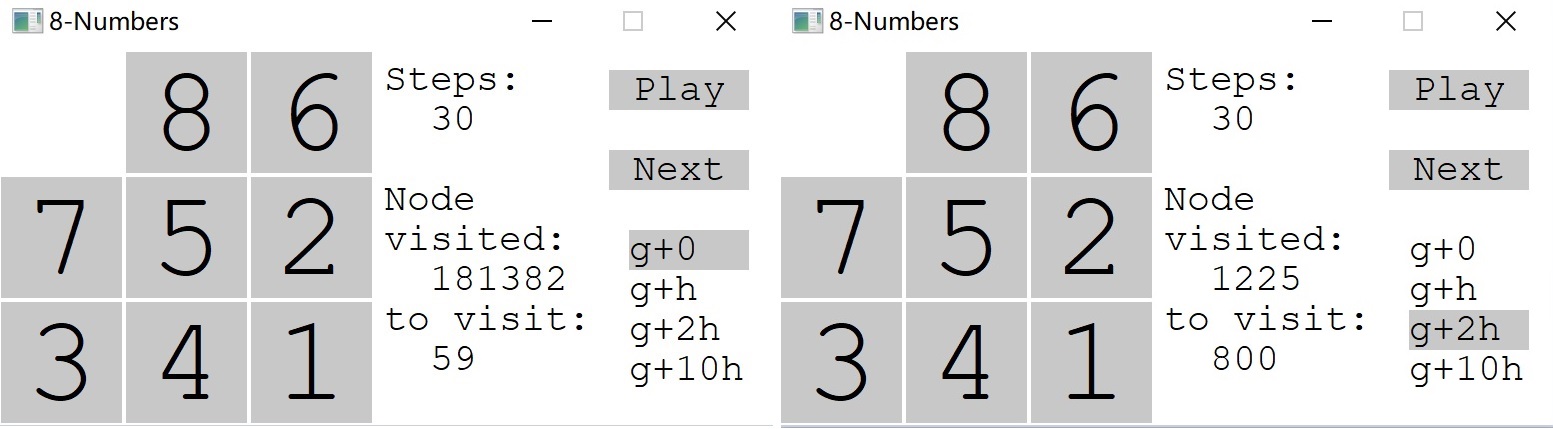 8-Numbers
8 6
7 5 2
3 4 1
Steps:
30
Node
visited:
181382
to visit:
59
Play
Next
g+0
g+h
g+2h
g+10h
8-Numbers
8 6
7 5 2
3 4 1
Steps:
30
Node
visited:
1225
to visit:
800
Play
Next
g+0
g+h
g+2h
g+10h